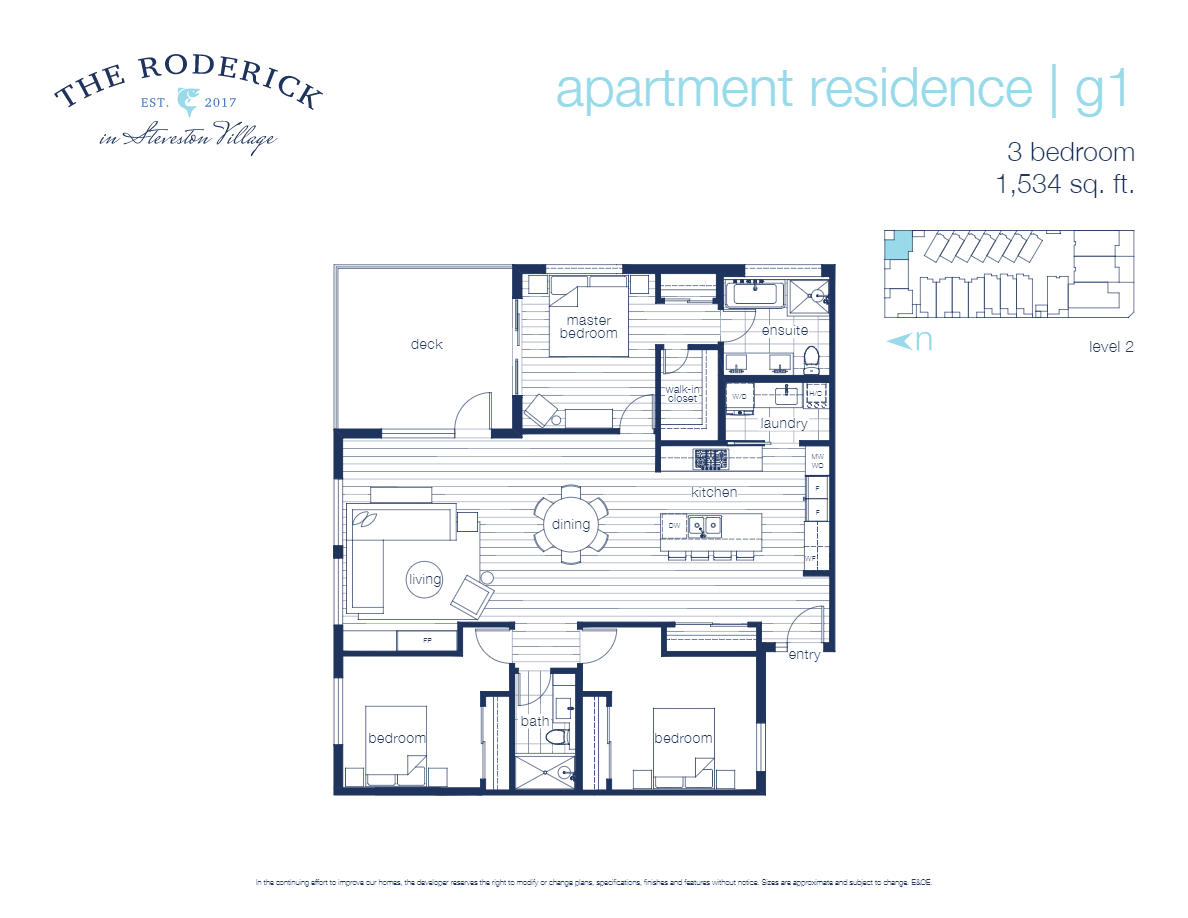 THE RODERICK
EST. 2017
in Steveston Village
apartment residence | g1
3 bedroom
1,534 sq. ft.
n
level 2
deck
master
bedroom
ensuite
walk-in
closet
W/D
H/C
laundry
MW
WO
kitchen
F
F
dining
DW
WP
living
FP
entry
bath
bedroom
bedroom
In the continuing effort to improve our homes, the developer reserves the right to modify or change plans, specifications, finishes and features without notice. Sizes are approximate and subject to change. E&OE.